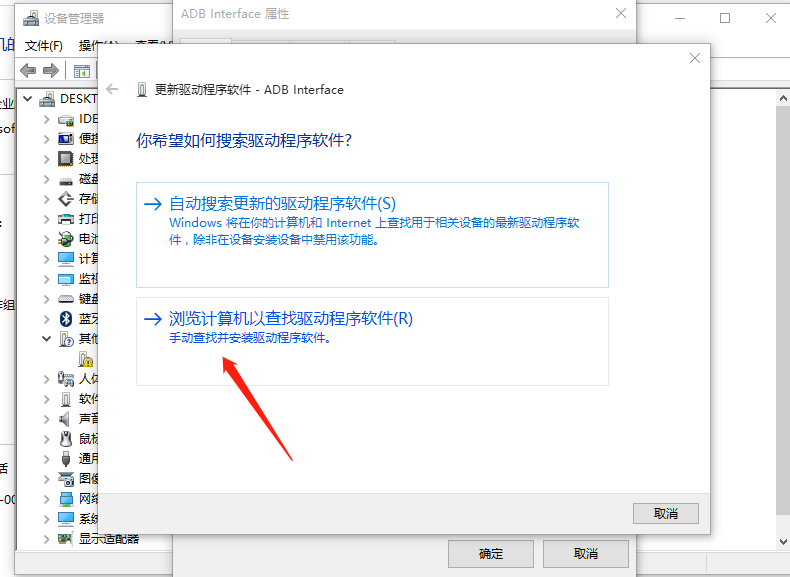 设备管理器
ADB Interface 属性
文件(F)
DESKT
IDE
便携
处理
磁盘
存储
打印
电池
计算
监视
键盘
蓝牙
其他
人体
软件
声音
鼠标
通用
图像
网络
系统
显示适配器
更新驱动程序软件 - ADB Interface
你希望如何搜索驱动程序软件?
自动搜索更新的驱动程序软件(S)
Windows 将在你的计算机和 Internet 上查找用于相关设备的最新驱动程序软
件，除非在设备安装设备中禁用该功能。
浏览计算机以查找驱动程序软件(R)
手动查找并安装驱动程序软件。
取消
确定
取消